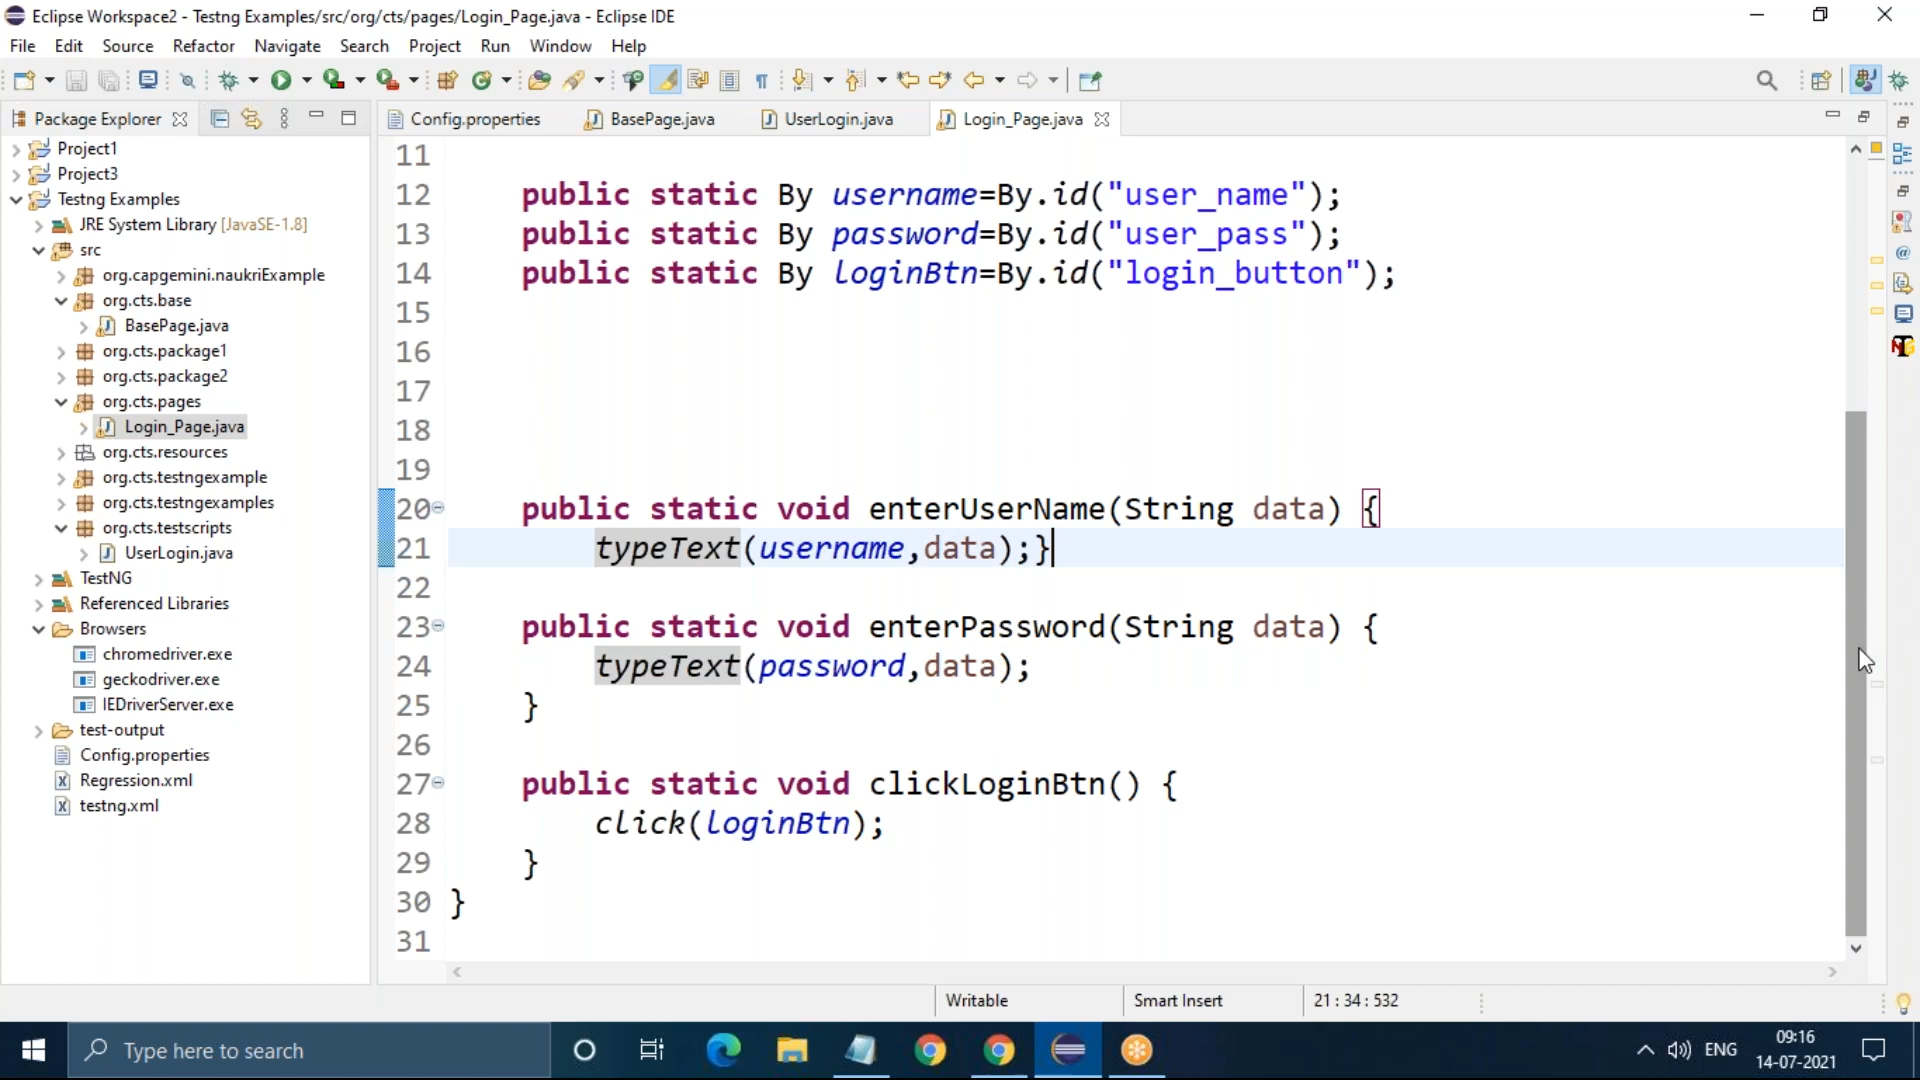 Eclipse Workspace2 - Testng Examples/src/org/cts/pages/Login_Page.java - Eclipse IDE
File Edit Source Refactor Navigate Search Project Run Window Help
Package Explorer
Project1
Project3
Testng Examples
JRE System Library [JavaSE-1.8]
src
org.capgemini.naukriExample
org.cts.base
BasePage.java
org.cts.package1
org.cts.package2
org.cts.pages
Login_Page.java
org.cts.resources
org.cts.testngexample
org.cts.testngexamples
org.cts.testscripts
UserLogin.java
TestNG
Referenced Libraries
Browsers
chromedriver.exe
geckodriver.exe
IEDriverServer.exe
test-output
Config.properties
Regression.xml
testng.xml
Config.properties BasePage.java UserLogin.java Login_Page.java
11
12 public static By username=By.id("user_name");
13 public static By password=By.id("user_pass");
14 public static By loginBtn=By.id("login_button");
15
16
17
18
19
20 public static void enterUserName(String data) {
21 typeText(username,data);}
22
23 public static void enterPassword(String data) {
24 typeText(password,data);
25 }
26
27 public static void clickLoginBtn() {
28 click(loginBtn);
29 }
30 }
31
Writable Smart Insert 21 : 34 : 532
Type here to search
ENG 09:16
14-07-2021